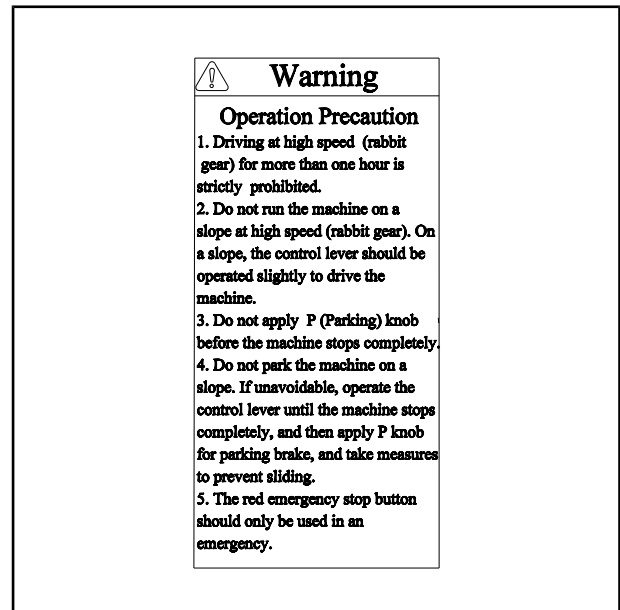 Warning
Operation Precaution
1. Driving at high speed (rabbit
gear) for more than one hour is
strictly prohibited.
2. Do not run the machine on a
slope at high speed (rabbit gear). On
a slope, the control lever should be
operated slightly to drive the
machine.
3. Do not apply P (Parking) knob
before the machine stops completely.
4. Do not park the machine on a
slope. If unavoidable, operate the
control lever until the machine stops
completely, and then apply P knob
for parking brake, and take measures
to prevent sliding.
5. The red emergency stop button
should only be used in an
emergency.